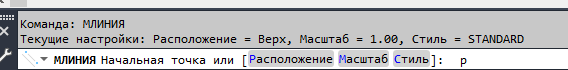 Команда: МЛИНИЯ
Текущие настройки: Расположение = Верх, Масштаб = 1.00, Стиль = STANDARD
МЛИНИЯ Начальная точка или [Расположение Масштаб Стиль]: р